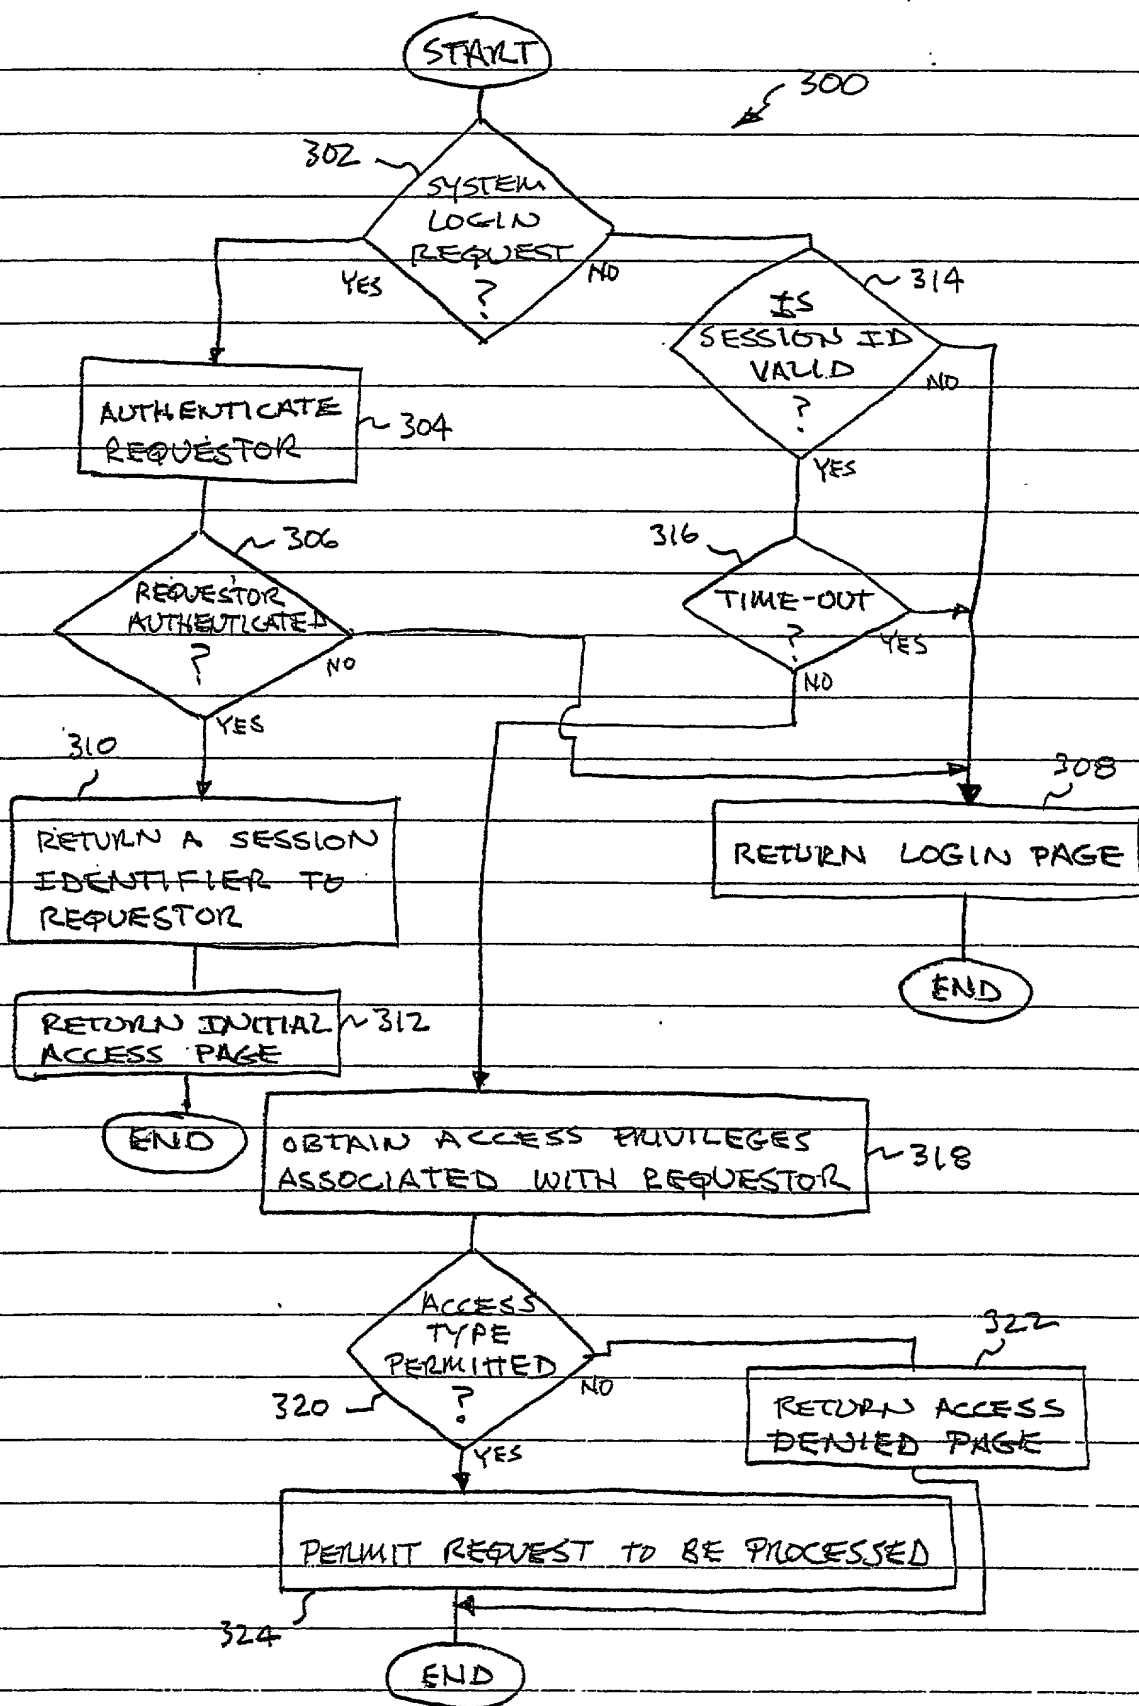 START
300
302
SYSTEM
LOGIN
REQUEST
?
YES
NO
314
IS
SESSION ID
VALID
?
NO
YES
AUTHENTICATE
REQUESTOR
304
306
REQUESTOR
AUTHENTICATED
?
NO
YES
316
TIME-OUT
?
YES
NO
310
RETURN A SESSION
IDENTIFIER TO
REQUESTOR
308
RETURN LOGIN PAGE
END
RETURN INITIAL
ACCESS PAGE
312
END
OBTAIN ACCESS PRIVILEGES
ASSOCIATED WITH REQUESTOR
318
ACCESS
TYPE
PERMITTED
?
320
NO
YES
322
RETURN ACCESS
DENIED PAGE
PERMIT REQUEST TO BE PROCESSED
324
END